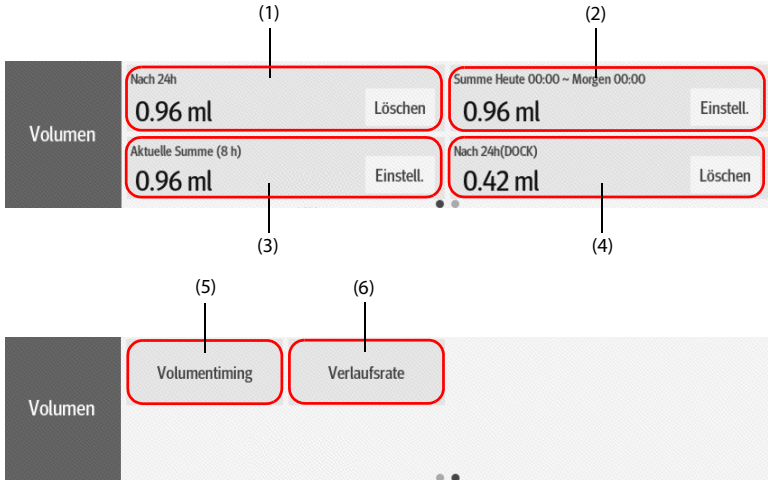 (1)
(2)
Volumen
Nach 24h
0.96 ml
Löschen
Summe Heute 00:00 ~ Morgen 00:00
0.96 ml
Einstell.
Aktuelle Summe (8 h)
0.96 ml
Einstell.
Nach 24h(DOCK)
0.42 ml
Löschen
(3)
(4)
(5)
(6)
Volumen
Volumentiming
Verlaufsrate